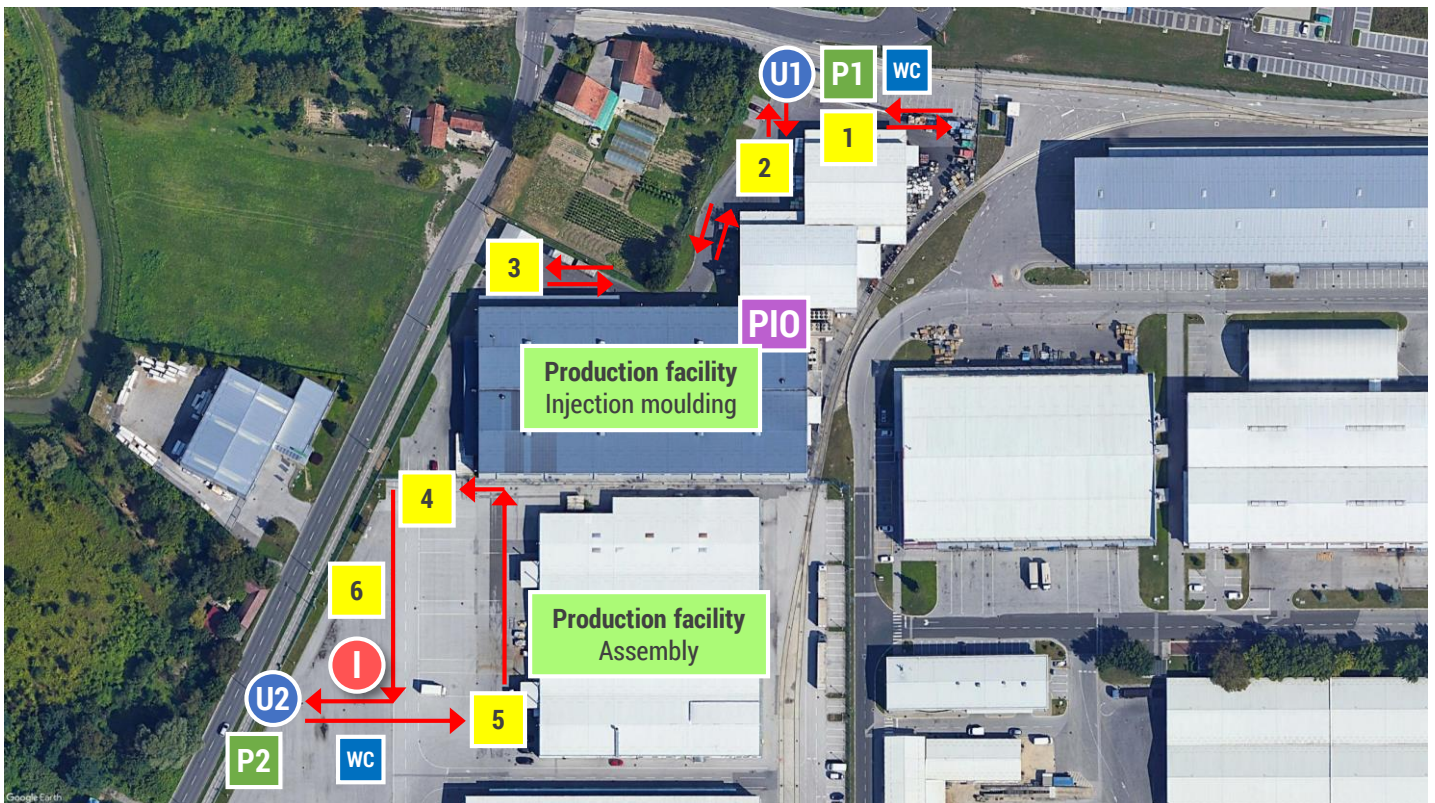 U1
P1
WC
1
2
3
PIO
Production facility
Injection moulding
4
6
Production facility
Assembly
I
U2
5
P2
WC
Google Earth